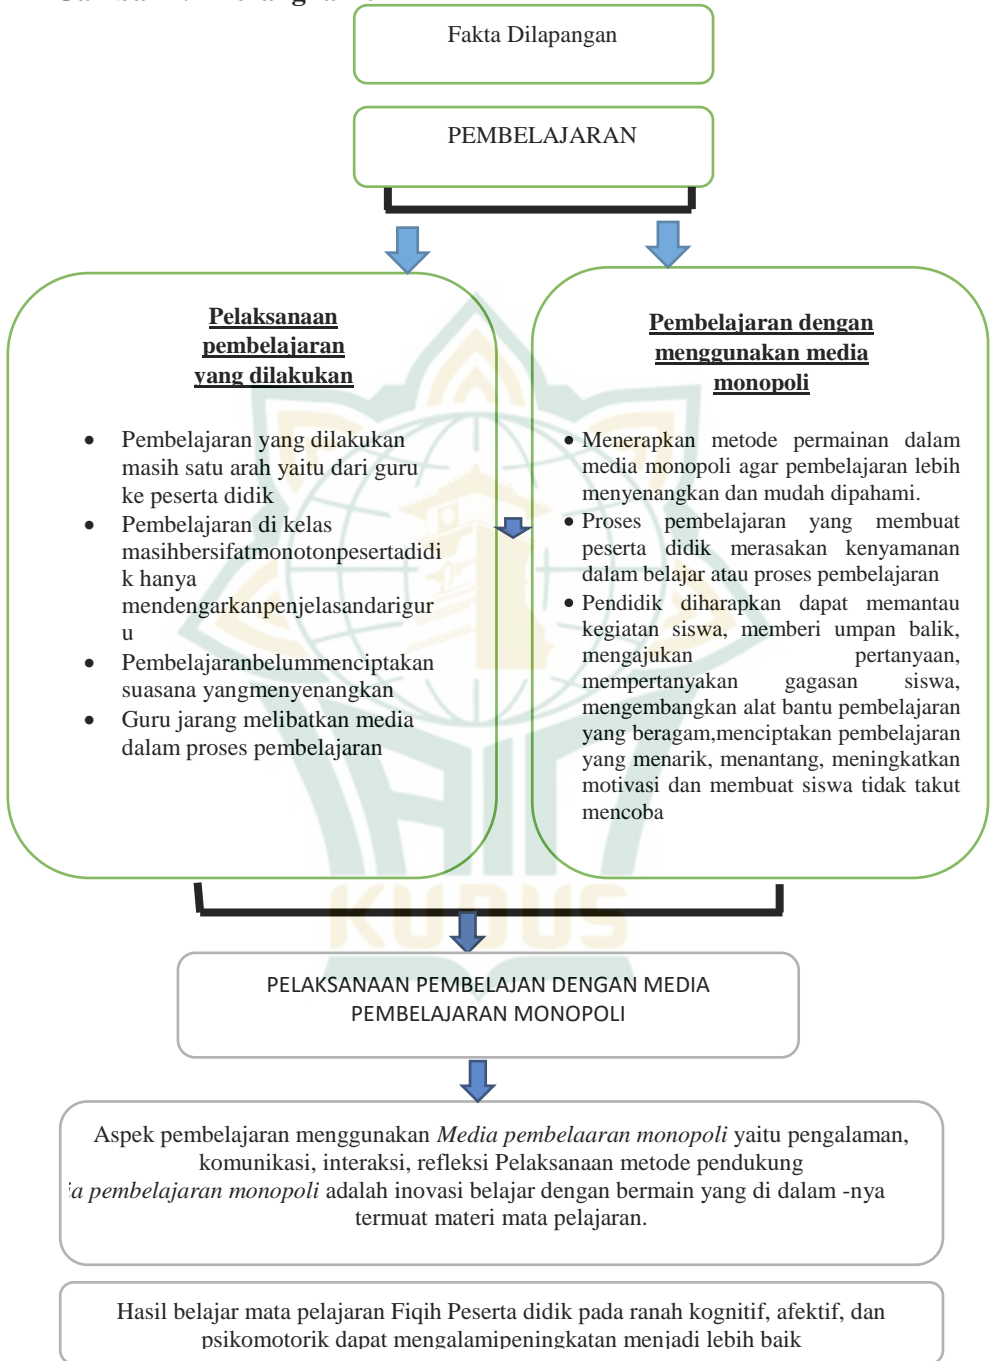 Fakta Dilapangan
PEMBELAJARAN
Pelaksanaan
pembelajaran
yang dilakukan
• Pembelajaran yang dilakukan
masih satu arah yaitu dari guru
ke peserta didik
• Pembelajaran di kelas
masihbersifatmonotonpesertadidi
k hanya
mendengarkanpenjelasandarigur
u
• Pembelajaranbelummenciptakan
suasana yangmenyenangkan
• Guru jarang melibatkan media
dalam proses pembelajaran
Pembelajaran dengan
menggunakan media
monopoli
• Menerapkan metode permainan dalam
media monopoli agar pembelajaran lebih
menyenangkan dan mudah dipahami.
• Proses pembelajaran yang membuat
peserta didik merasakan kenyamanan
dalam belajar atau proses pembelajaran
• Pendidik diharapkan dapat memantau
kegiatan siswa, memberi umpan balik,
mengajukan pertanyaan,
mempertanyakan gagasan siswa,
mengembangkan alat bantu pembelajaran
yang beragam,menciptakan pembelajaran
yang menarik, menantang, meningkatkan
motivasi dan membuat siswa tidak takut
mencoba
KUDUS
PELAKSANAAN PEMBELAJAN DENGAN MEDIA
PEMBELAJARAN MONOPOLI
Aspek pembelajaran menggunakan Media pembelaaran monopoli yaitu pengalaman,
komunikasi, interaksi, refleksi Pelaksanaan metode pendukung
ia pembelajaran monopoli adalah inovasi belajar dengan bermain yang di dalam -nya
termuat materi mata pelajaran.
Hasil belajar mata pelajaran Fiqih Peserta didik pada ranah kognitif, afektif, dan
psikomotorik dapat mengalamipeningkatan menjadi lebih baik